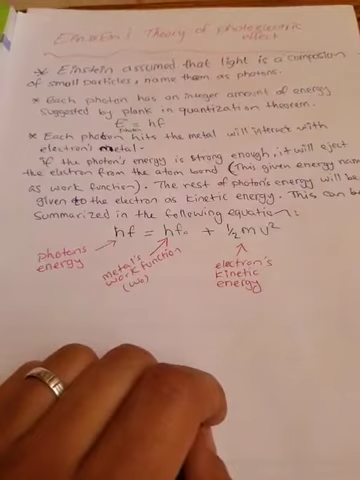 Einstein's Theory of photoelectric
effect
* Einstein assumed that light is a composion
of small particles, name them as photons.
* Each photon has an integer amount of energy
suggested by plank in quantization theorem.
E = hf
photon
* Each photon hits the metal will interact with
electron's metal.
if the photon's energy is strong enough, it will eject
the electron from the atom bond (This given energy name
as work function). The rest of photon's energy will be
given to the electron as kinetic energy. This can be
summarized in the following equation:
hf = hf₀ + ½ m v²
photons
energy
metal's
work function
(w₀)
electron's
kinetic
energy